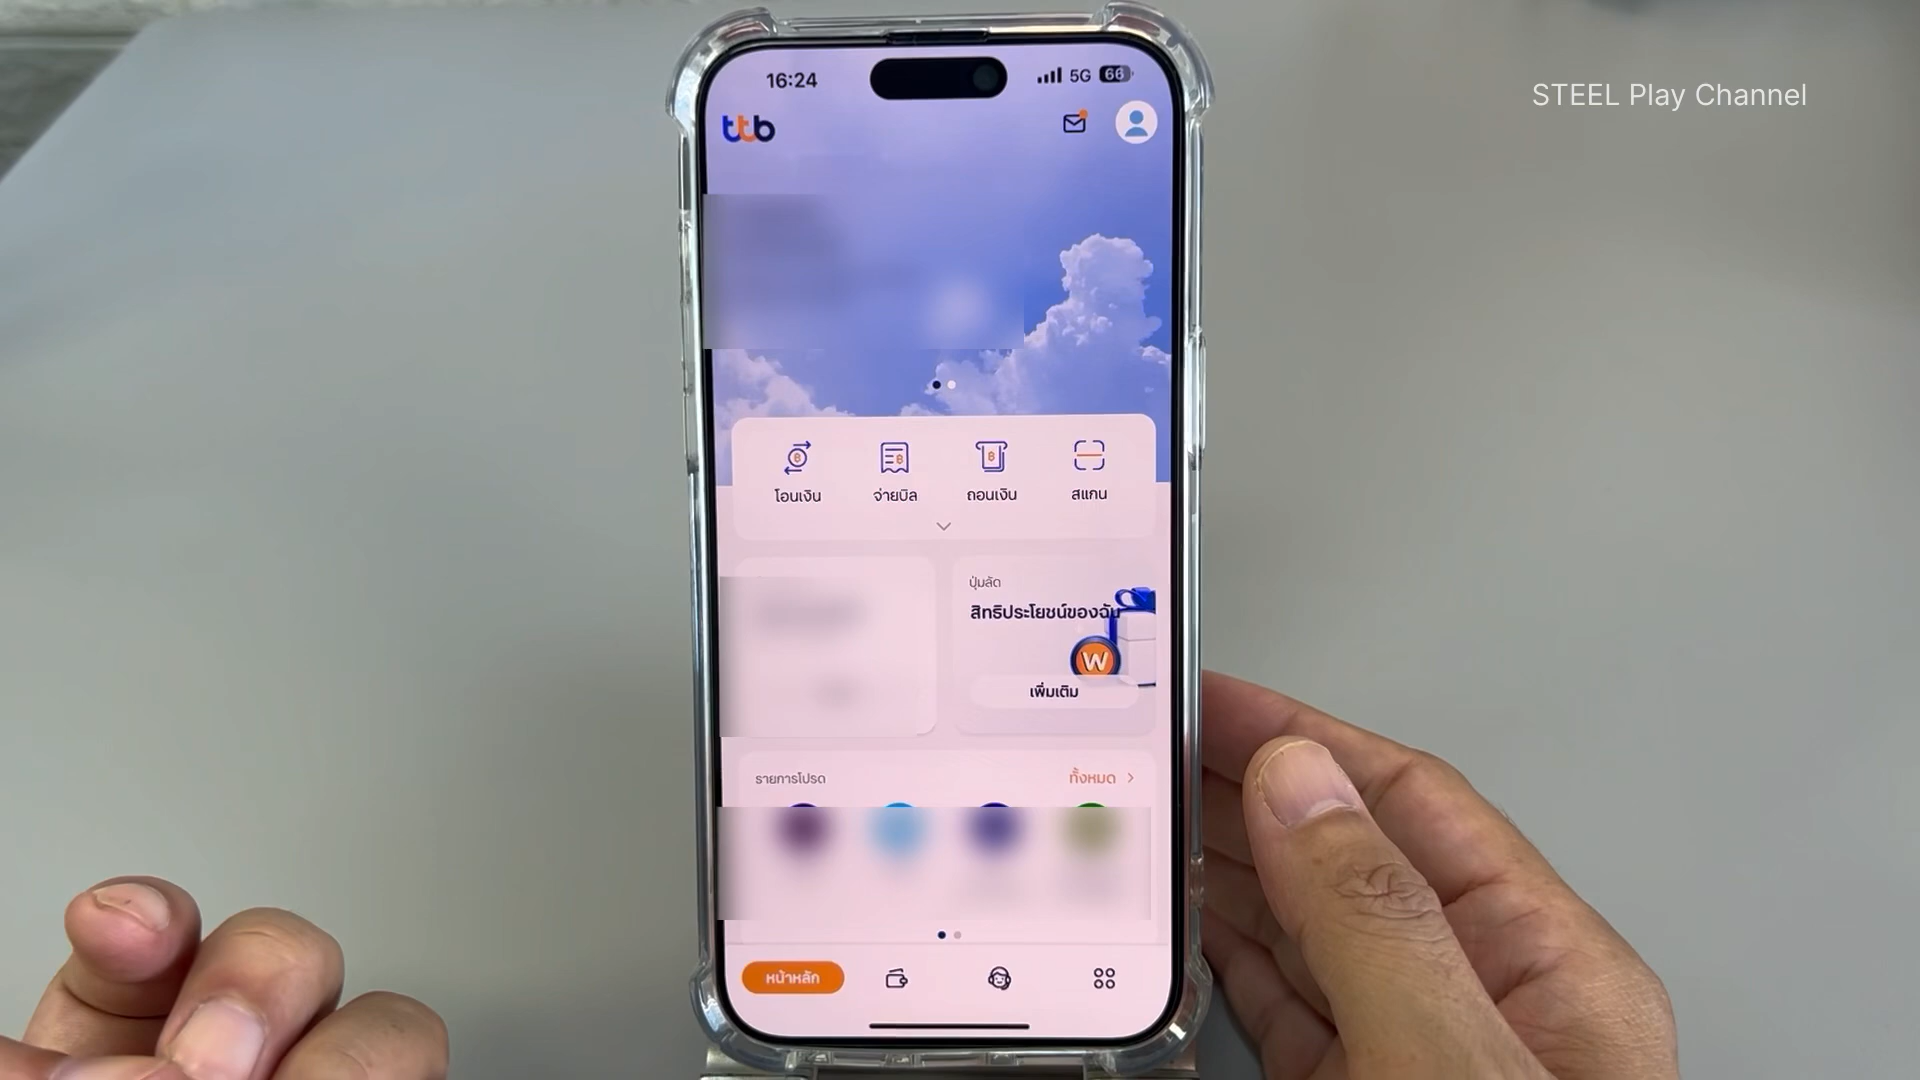 STEEL Play Channel
16:24
5G
66
ttb
โอนเงิน
จ่ายบิล
ถอนเงิน
สแกน
ปุ่มลัด
สิทธิประโยชน์ของฉัน
W
เพิ่มเติม
รายการโปรด
ทั้งหมด
หน้าหลัก